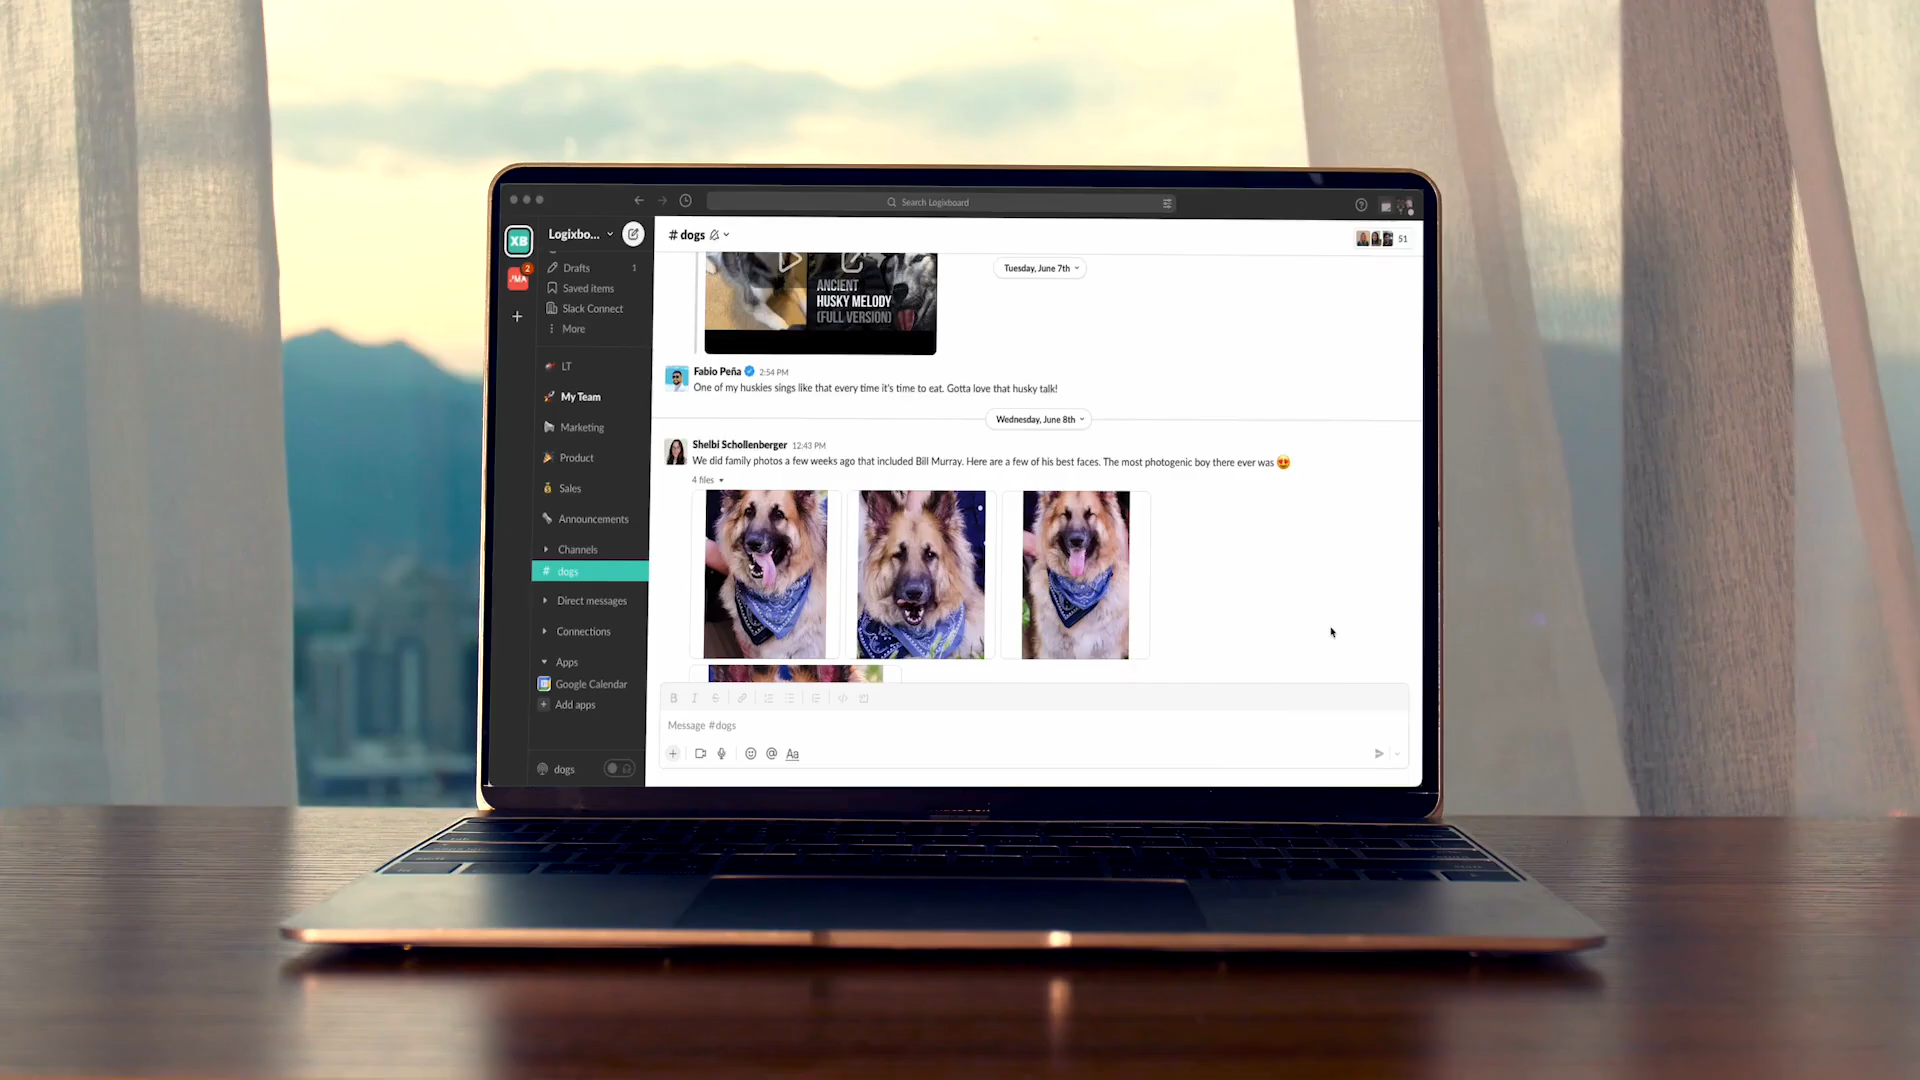 Search Logixboard
XB
Logixbo...
# dogs
51
2
Drafts
1
Saved items
Slack Connect
More
Tuesday, June 7th
ANCIENT
HUSKY MELODY
(FULL VERSION)
LT
My Team
Marketing
Product
Sales
Announcements
Channels
# dogs
Direct messages
Connections
Apps
Google Calendar
Add apps
dogs
Fabio Peña 2:54 PM
One of my huskies sings like that every time it's time to eat. Gotta love that husky talk!
Wednesday, June 8th
Shelbi Schollenberger 12:43 PM
We did family photos a few weeks ago that included Bill Murray. Here are a few of his best faces. The most photogenic boy there ever was
4 files
B I S
Message #dogs
@ Aa